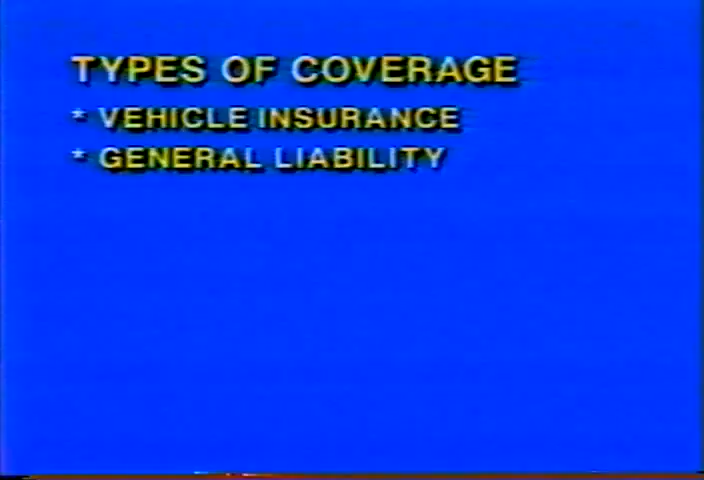 TYPES OF COVERAGE
* VEHICLE INSURANCE
* GENERAL LIABILITY